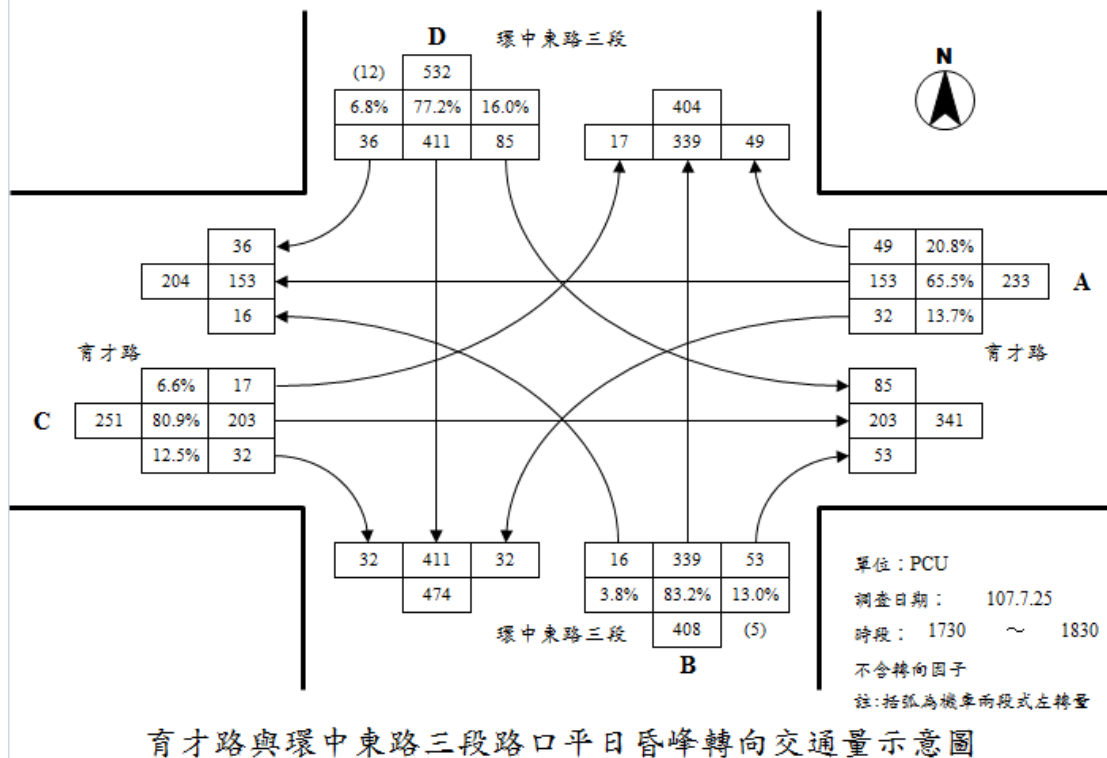 D 環中東路三段
N
(12) 532
6.8% 77.2% 16.0%
36 411 85
404
17 339 49
36
204 153
16
育才路
49 20.8%
153 65.5% 233
32 13.7%
A
育才路
6.6% 17
C 251 80.9% 203
12.5% 32
85
203 341
53
32 411 32
474
16 339 53
3.8% 83.2% 13.0%
環中東路三段 408 (5)
B
單位：PCU
調查日期： 107.7.25
時段： 1730 ～ 1830
不含轉向因子
註:括弧為機車兩段式左轉量
育才路與環中東路三段路口平日昏峰轉向交通量示意圖